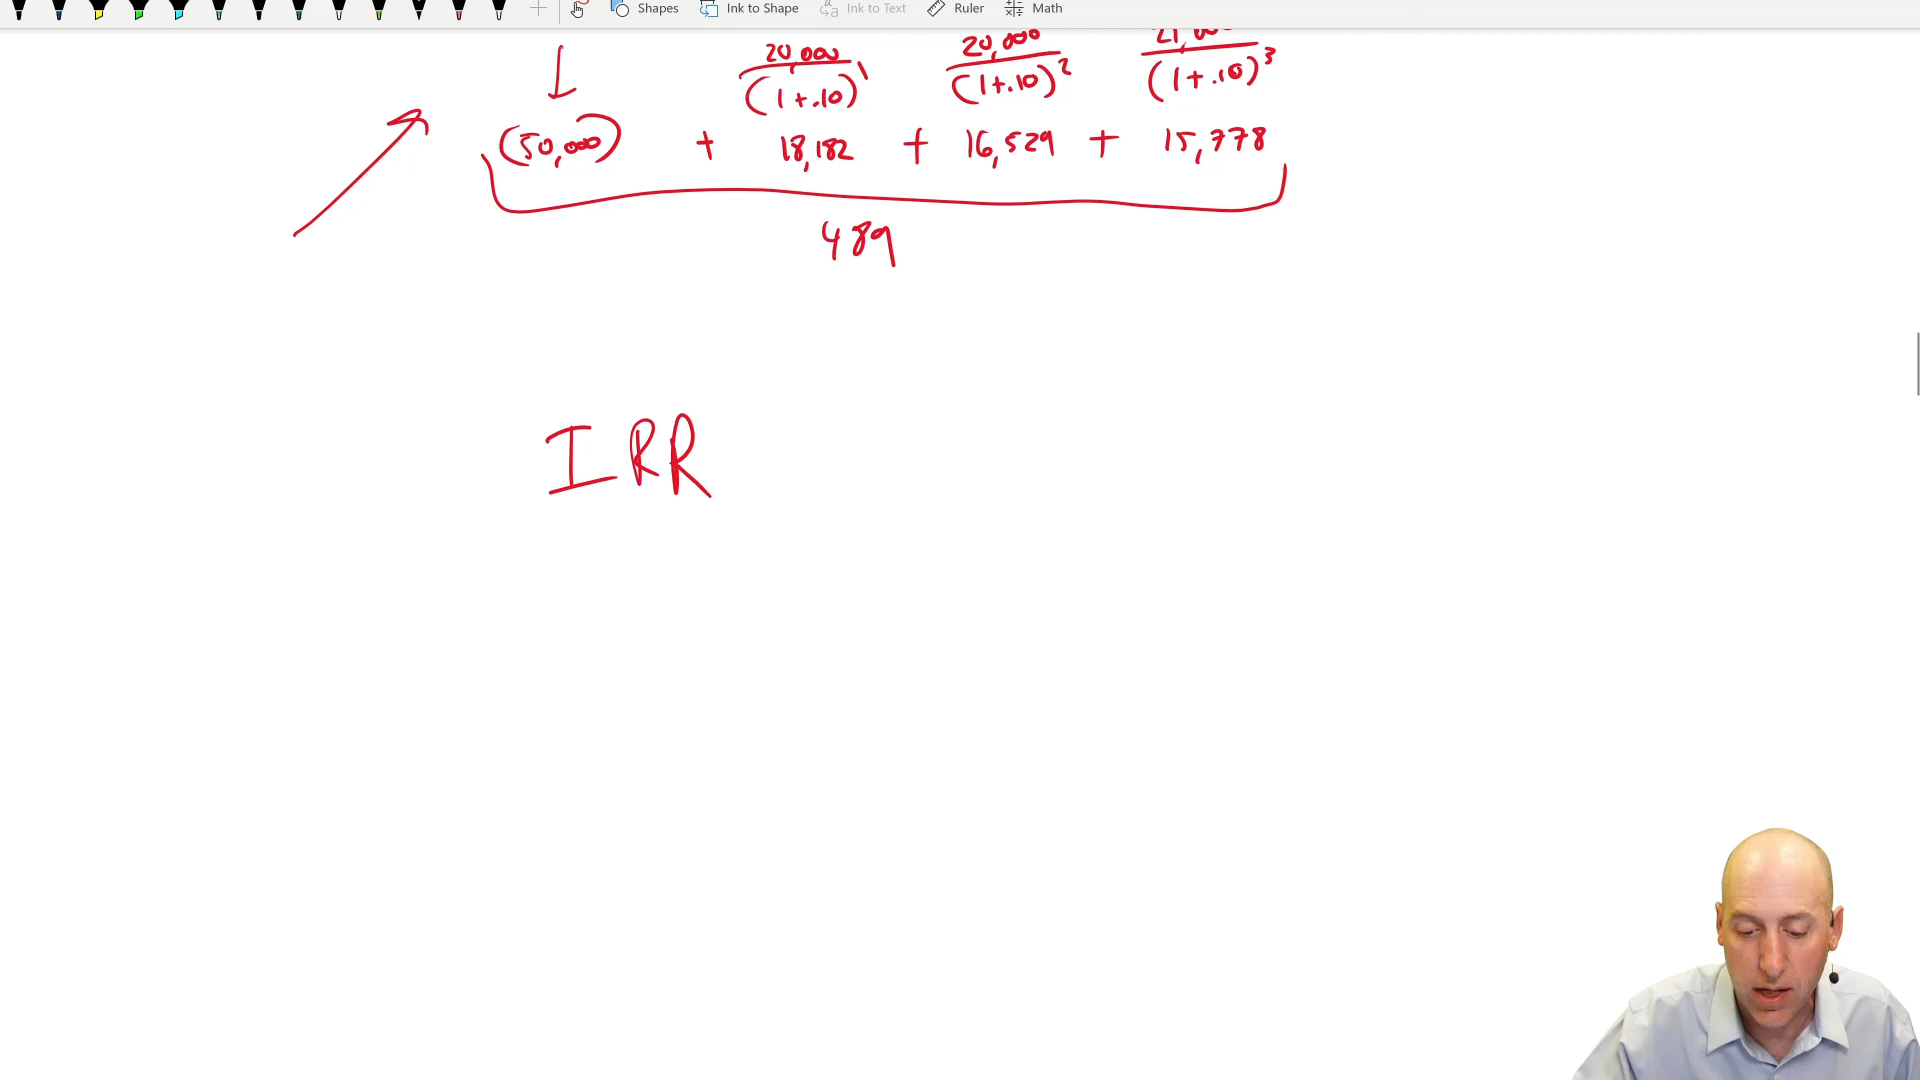 Shapes Ink to Shape Ink to Text Ruler Math
20,000 20,000
(1+.10)¹ (1+.10)² (1+.10)³
(50,000) + 18,182 + 16,529 + 15,778
489
IRR